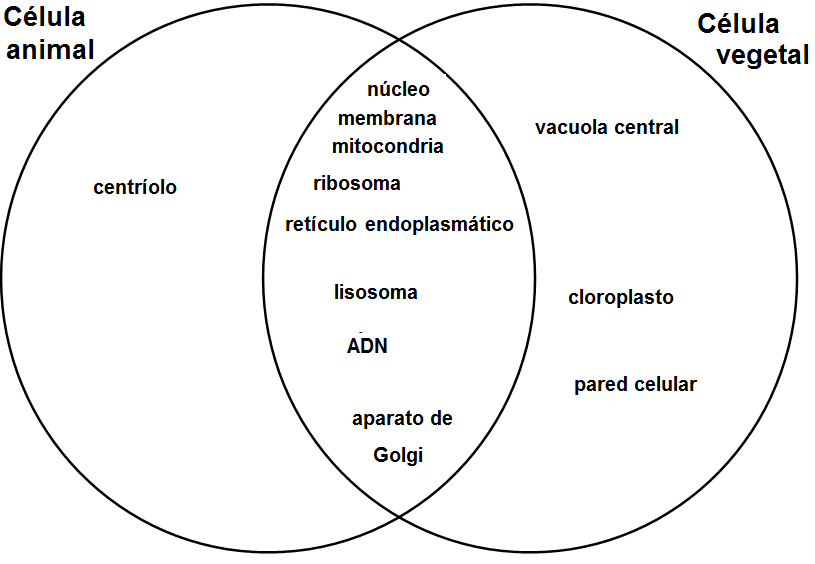 Célula
animal
Célula
vegetal
centríolo
núcleo
membrana
mitocondria
ribosoma
retículo endoplasmático
lisosoma
ADN
aparato de
Golgi
vacuola central
cloroplasto
pared celular